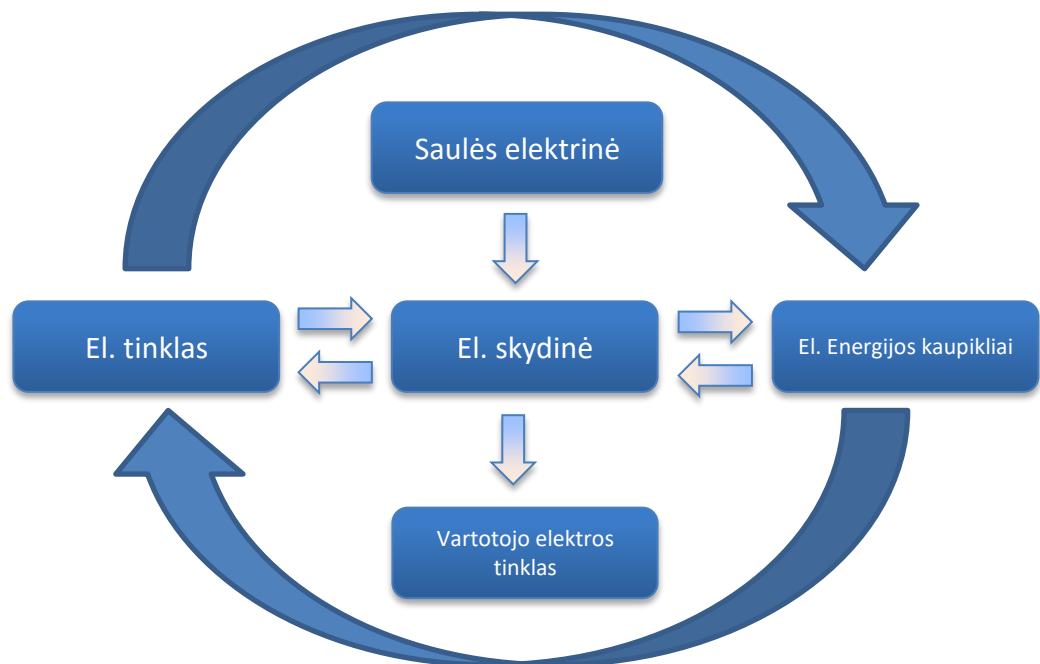 Saulės elektrinė
El. tinklas
El. skydinė
El. Energijos kaupikliai
Vartotojo elektros
tinklas